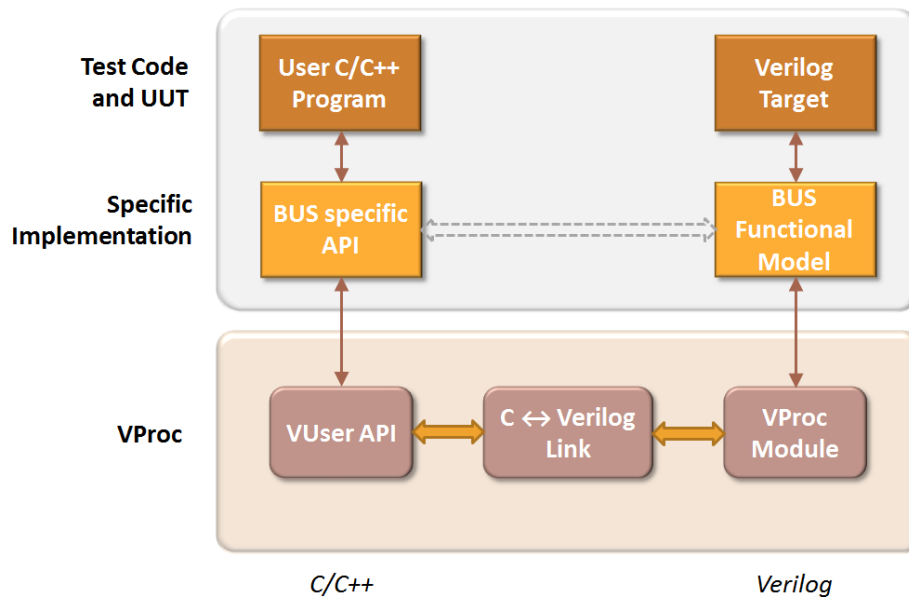 Test Code
and UUT
User C/C++
Program
Verilog
Target
Specific
Implementation
BUS specific
API
BUS
Functional
Model
VProc
VUser API
C ↔ Verilog
Link
VProc
Module
C/C++
Verilog